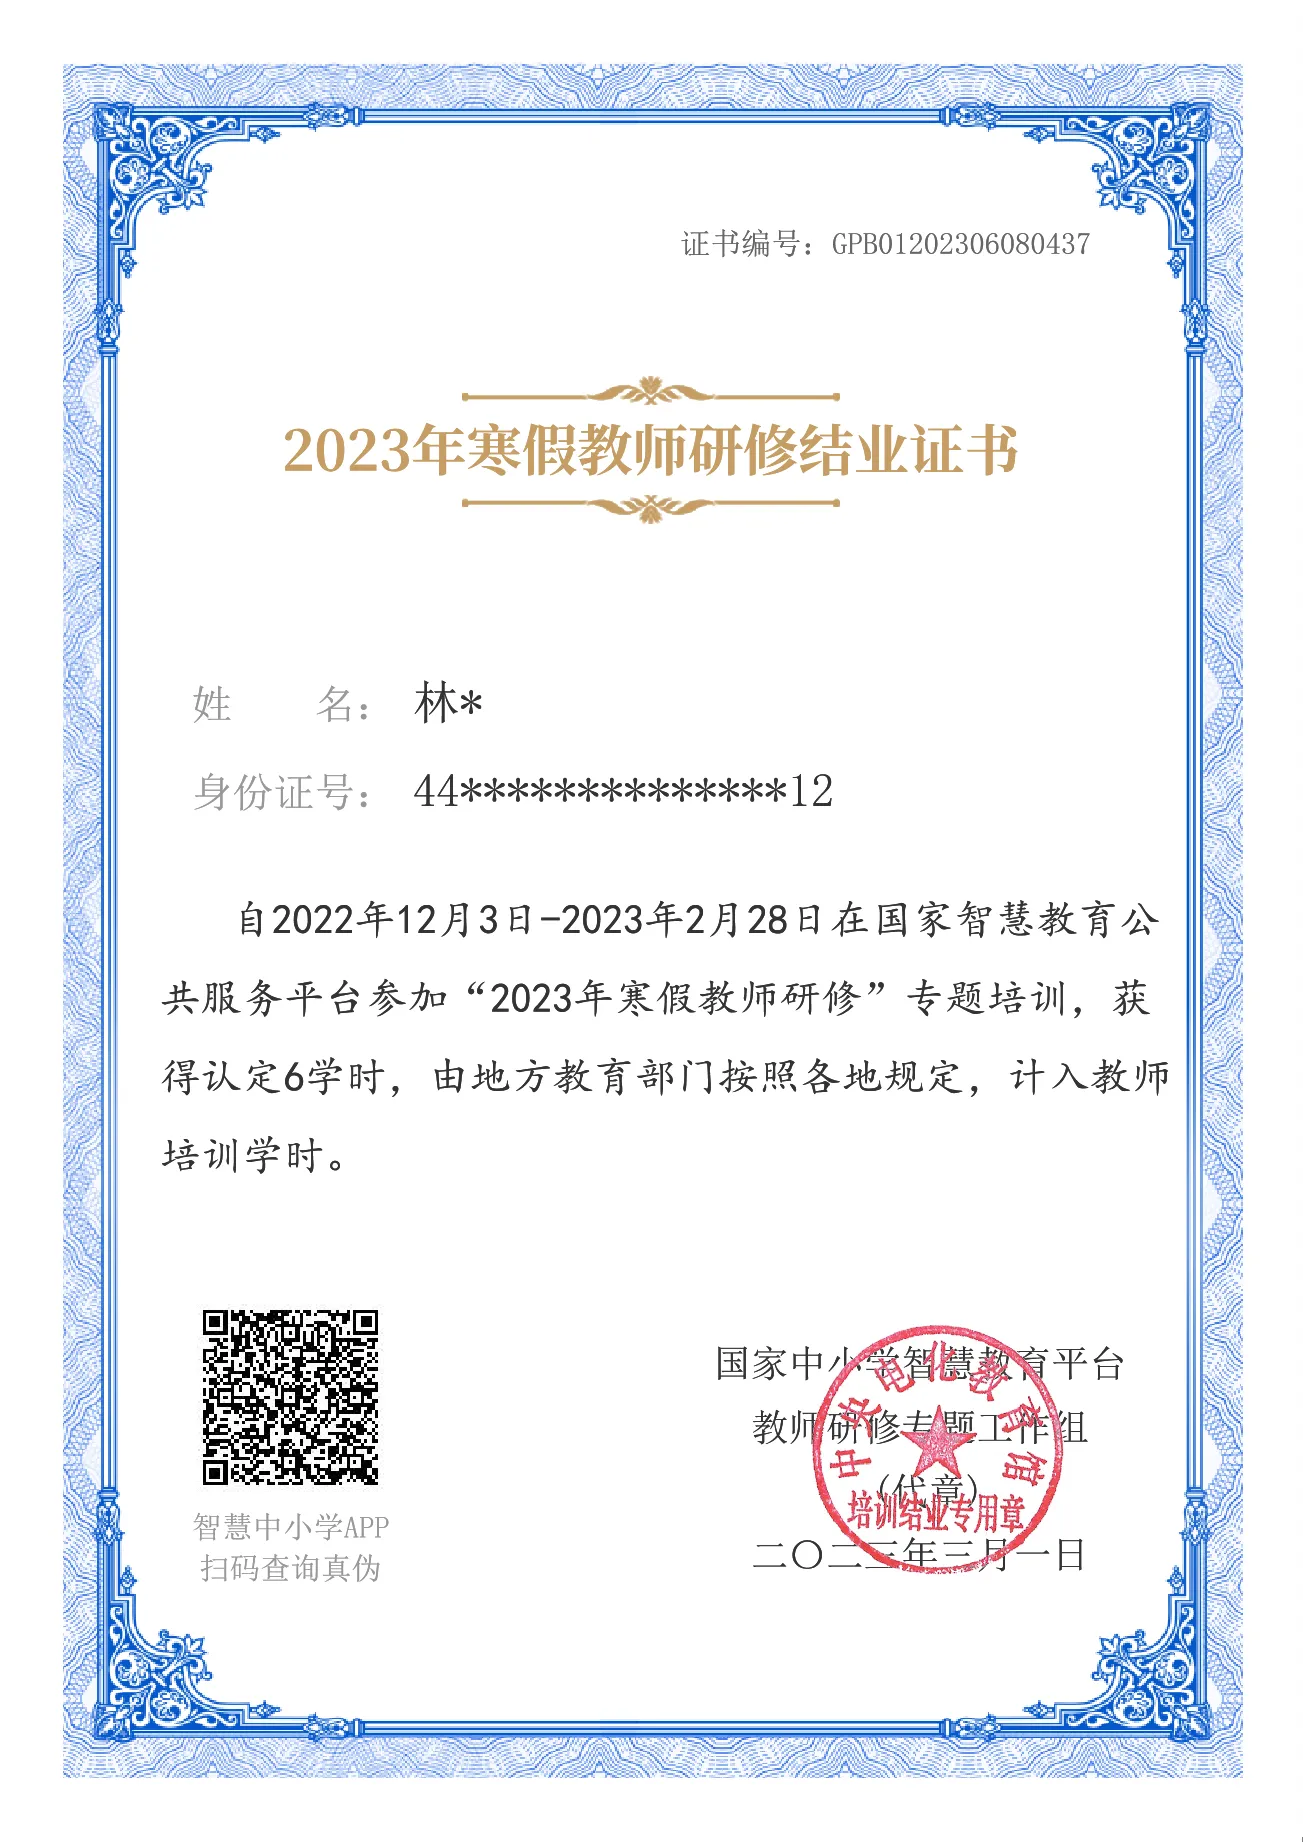 证书编号：GPB01202306080437
2023年寒假教师研修结业证书
姓 名： 林*
身份证号： 44**************12
自2022年12月3日-2023年2月28日在国家智慧教育公
共服务平台参加“2023年寒假教师研修”专题培训，获
得认定6学时，由地方教育部门按照各地规定，计入教师
培训学时。
国家中小学智慧教育平台
教师研修专题工作组
(代章)
二〇二三年三月一日
中央电化教育馆
培训结业专用章
智慧中小学APP
扫码查询真伪